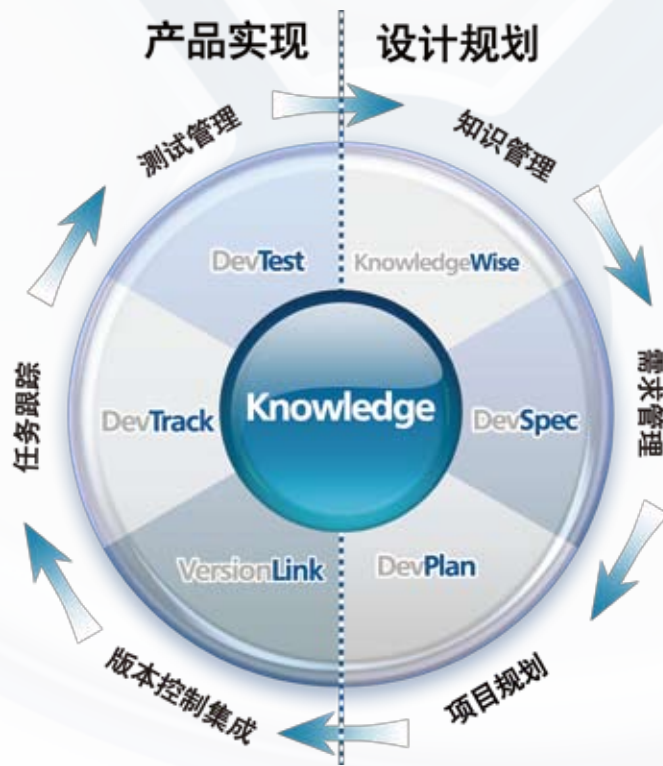 产品实现 设计规划
测试管理
知识管理
DevTest
KnowledgeWise
需求管理
任务跟踪
DevTrack
Knowledge
DevSpec
VersionLink
DevPlan
版本控制集成
项目规划